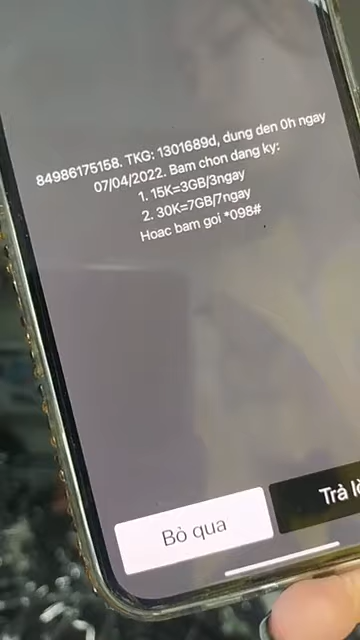 84986175158. TKG: 1301689d, dung den 0h ngay
07/04/2022. Bam chon dang ky:
1. 15K=3GB/3ngay
2. 30K=7GB/7ngay
Hoac bam goi *098#
Bỏ qua
Trả